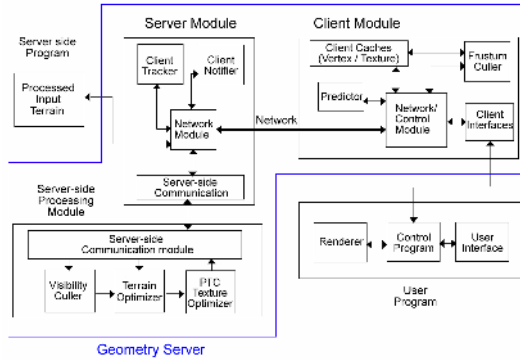 Server Module
Client Module
Server side
Program
Processed
Input
Terrain
Client
Tracker
Client
Notifier
Network
Module
Server-side
Communication
Network
Client Caches
(Vertex / Texture)
Frustum
Culler
Predictor
Network/
Control
Module
Client
Interfaces
Server-side
Processing
Module
Server-side
Communication module
Visibility
Culler
Terrain
Optimizer
PTC
Texture
Optimizer
Renderer
Control
Program
User
Interface
User
Program
Geometry Server